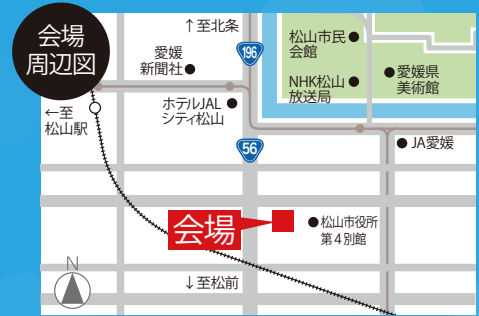 会場
周辺図
↑至北条
196
松山市民
会館
愛媛
新聞社
NHK松山
放送局
愛媛県
美術館
ホテルJAL
シティ松山
←至
松山駅
JA愛媛
56
会場
松山市役所
第4別館
N
↓至松前